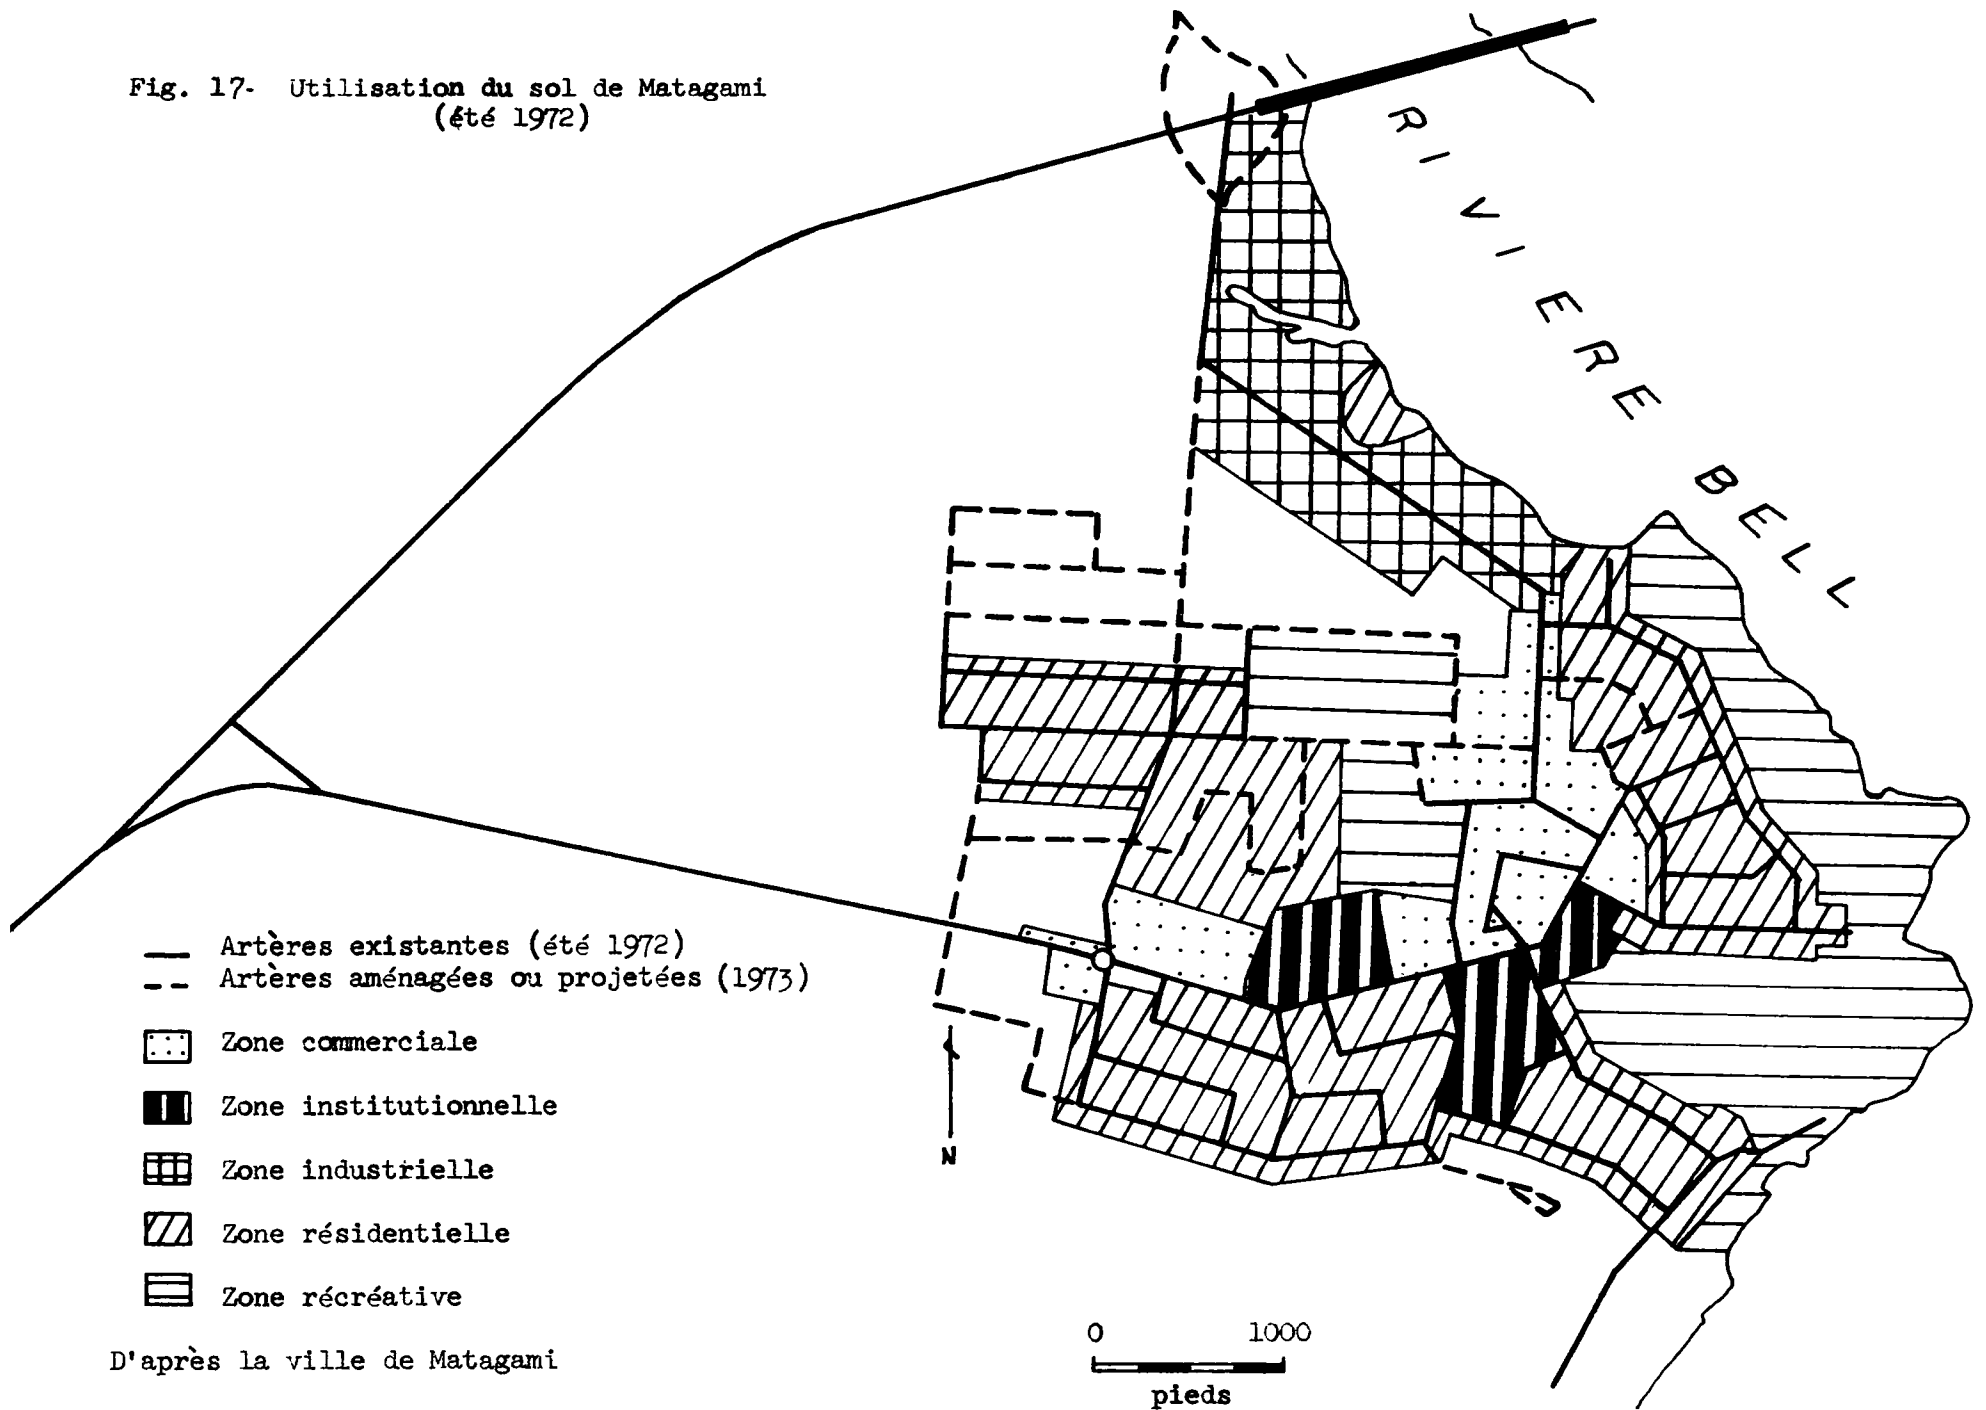 Fig. 17- Utilisation du sol de Matagami
(été 1972)
RIVIERE BELL
Artères existantes (été 1972)
Artères aménagées ou projetées (1973)
Zone commerciale
Zone institutionnelle
Zone industrielle
Zone résidentielle
Zone récréative
D'après la ville de Matagami
N
0 1000
pieds